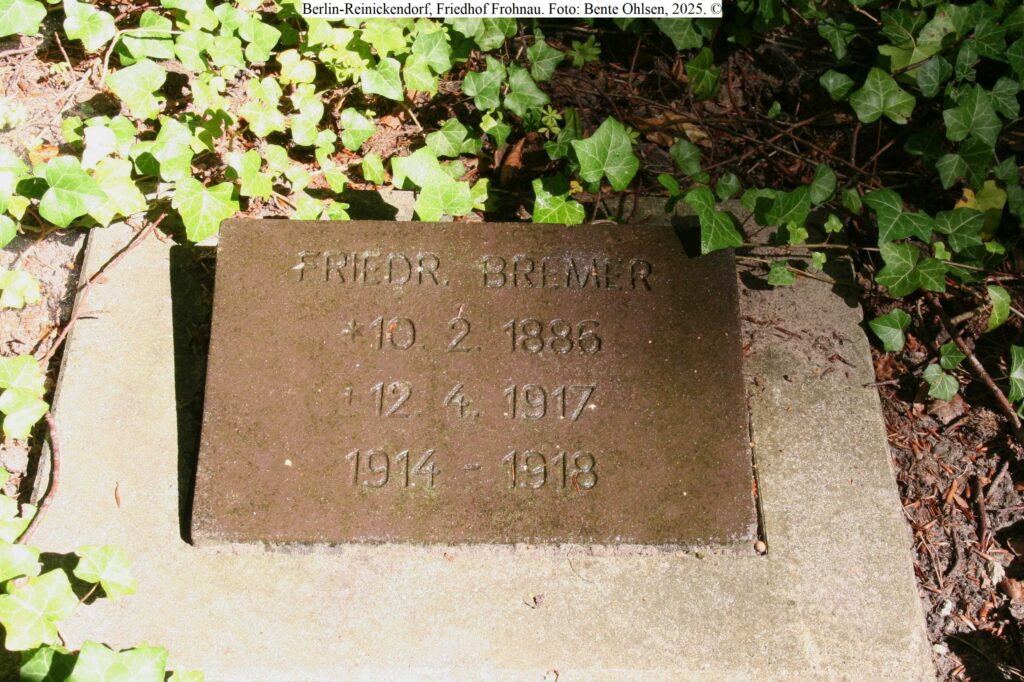 Berlin-Reinickendorf, Friedhof Frohnau. Foto: Bente Ohlsen, 2025. ©
FRIEDR. BREMER
*10. 2. 1886
†12. 4. 1917
1914 - 1918